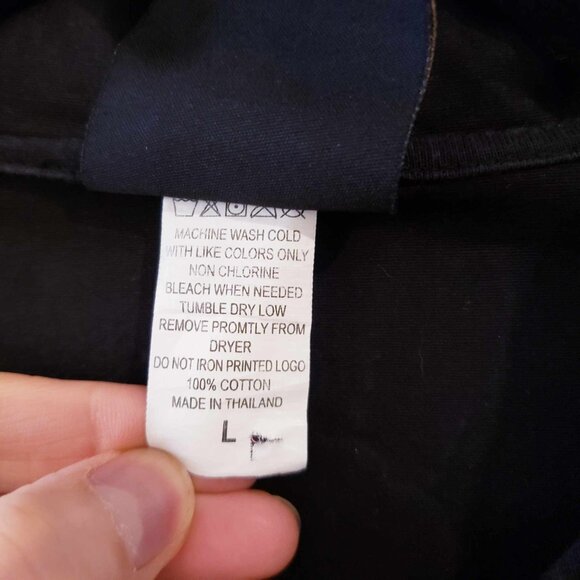 MACHINE WASH COLD
WITH LIKE COLORS ONLY
NON CHLORINE
BLEACH WHEN NEEDED
TUMBLE DRY LOW
REMOVE PROMTLY FROM
DRYER
DO NOT IRON PRINTED LOGO
100% COTTON
MADE IN THAILAND
L